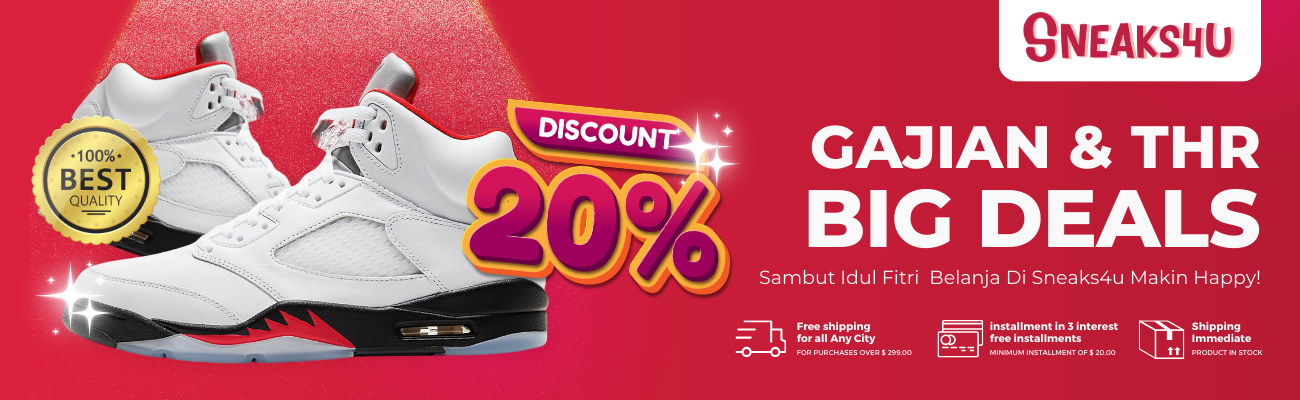 SNEAKS4U
•100%•
BEST
QUALITY
DISCOUNT
20%
GAJIAN & THR
BIG DEALS
Sambut Idul Fitri  Belanja Di Sneaks4u Makin Happy!
Free shipping
for all Any City
FOR PURCHASES OVER $ 299.00
installment in 3 interest
free installments
MINIMUM INSTALLMENT OF $ 20,00
Shipping
Immediate
PRODUCT IN STOCK